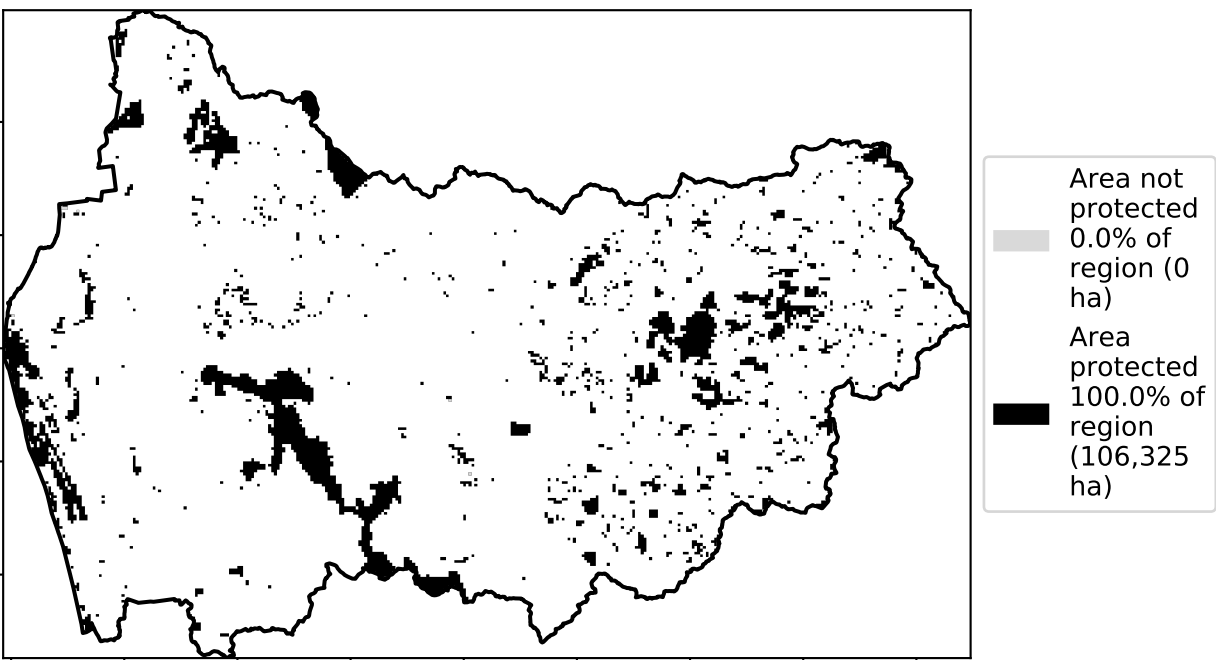 Area not
protected
0.0% of
region (0
ha)
Area
protected
100.0% of
region
(106,325
ha)